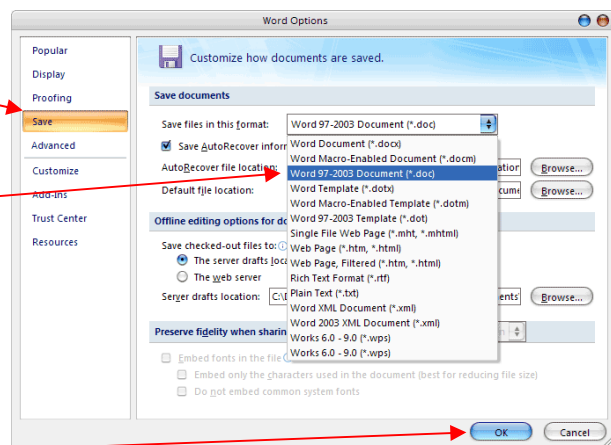 Word Options
Popular
Display
Proofing
Save
Advanced
Customize
Add-Ins
Trust Center
Resources
Customize how documents are saved.
Save documents
Save files in this format: Word 97-2003 Document (*.doc)
Save AutoRecover
AutoRecover file location: Browse...
Default file location: Browse...
Word Document (*.docx)
Word Macro-Enabled Document (*.docm)
Word 97-2003 Document (*.doc)
Word Template (*.dotx)
Word Macro-Enabled Template (*.dotm)
Word 97-2003 Template (*.dot)
Single File Web Page (*.mht, *.mhtml)
Web Page (*.htm, *.html)
Web Page, Filtered (*.htm, *.html)
Rich Text Format (*.rtf)
Plain Text (*.txt)
Word XML Document (*.xml)
Word 2003 XML Document (*.xml)
Works 6.0 - 9.0 (*.wps)
Works 6.0 - 9.0 (*.wps)
Offline editing options for
Save checked-out files to:
The server drafts
The web server
Server drafts location: Browse...
Preserve fidelity when
Embed fonts in the file
Embed only the characters used in the document (best for reducing file size)
Do not embed common system fonts
OK Cancel